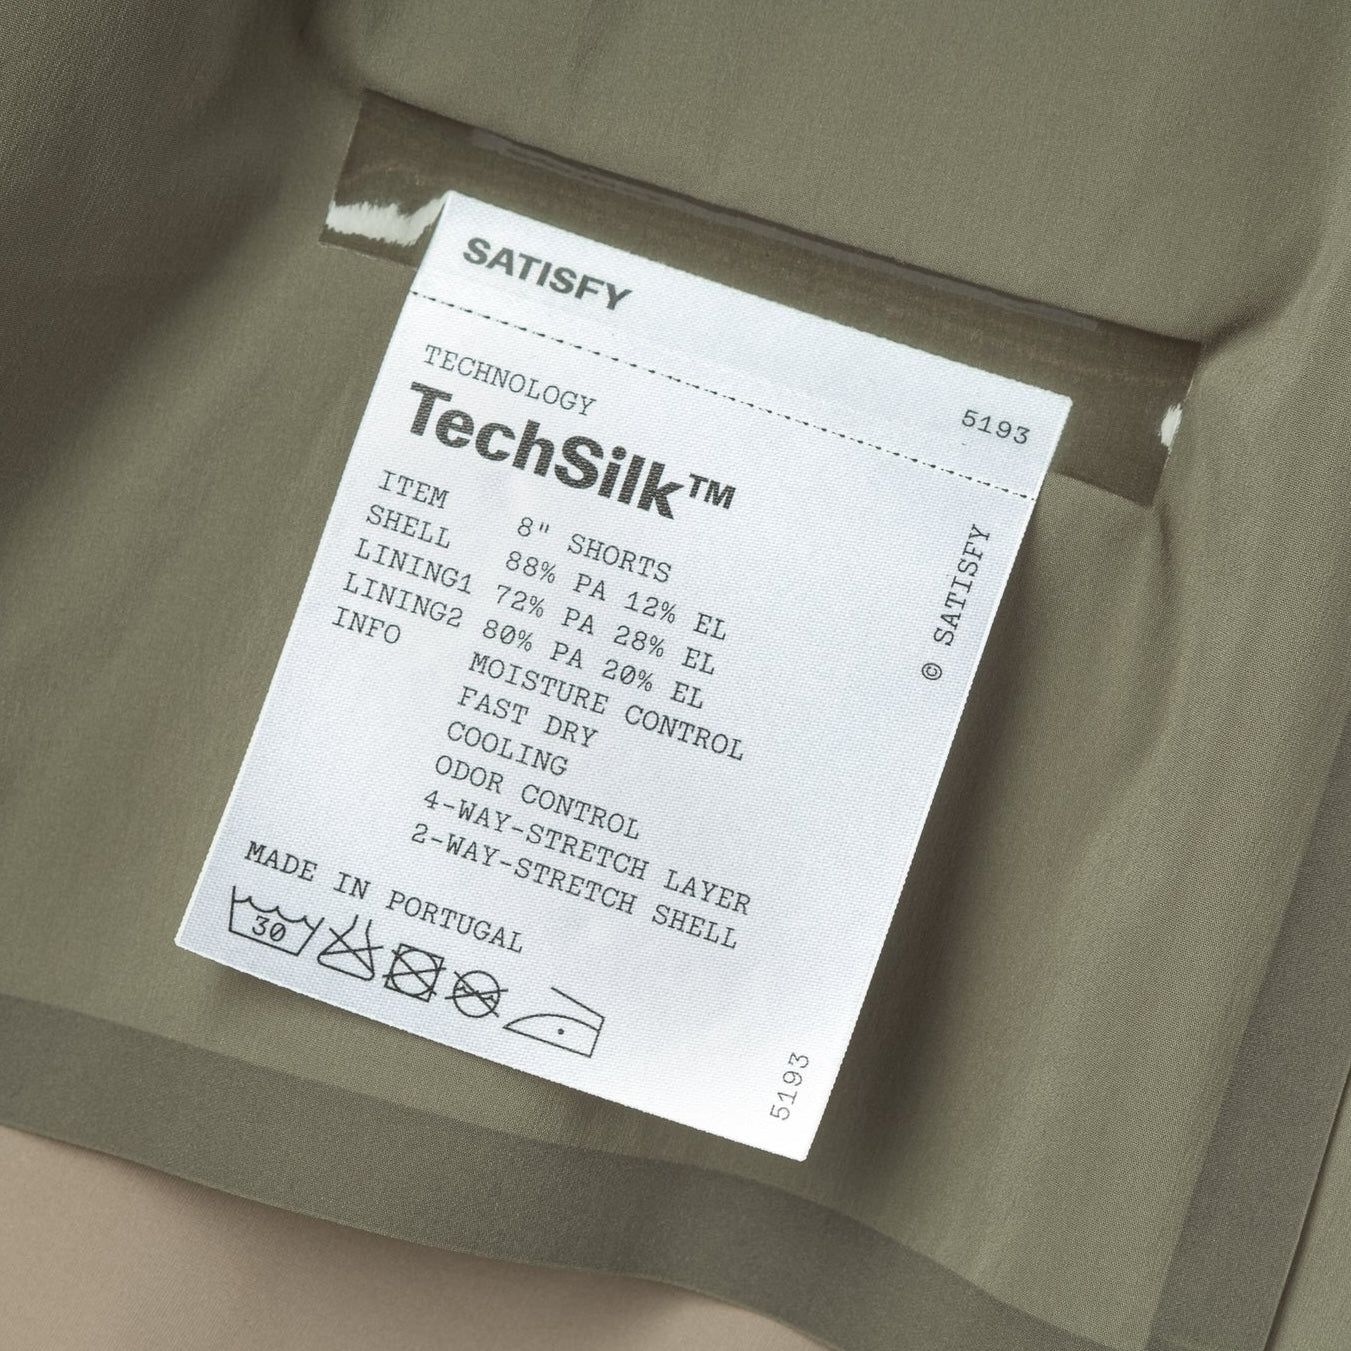 SATISFY
5193
TECHNOLOGY
TechSilk™
ITEM 8" SHORTS
SHELL 88% PA 12% EL
LINING1 72% PA 28% EL
LINING2 80% PA 20% EL
INFO MOISTURE CONTROL
FAST DRY
COOLING
ODOR CONTROL
4-WAY-STRETCH LAYER
2-WAY-STRETCH SHELL
MADE IN PORTUGAL
30
© SATISFY
5193